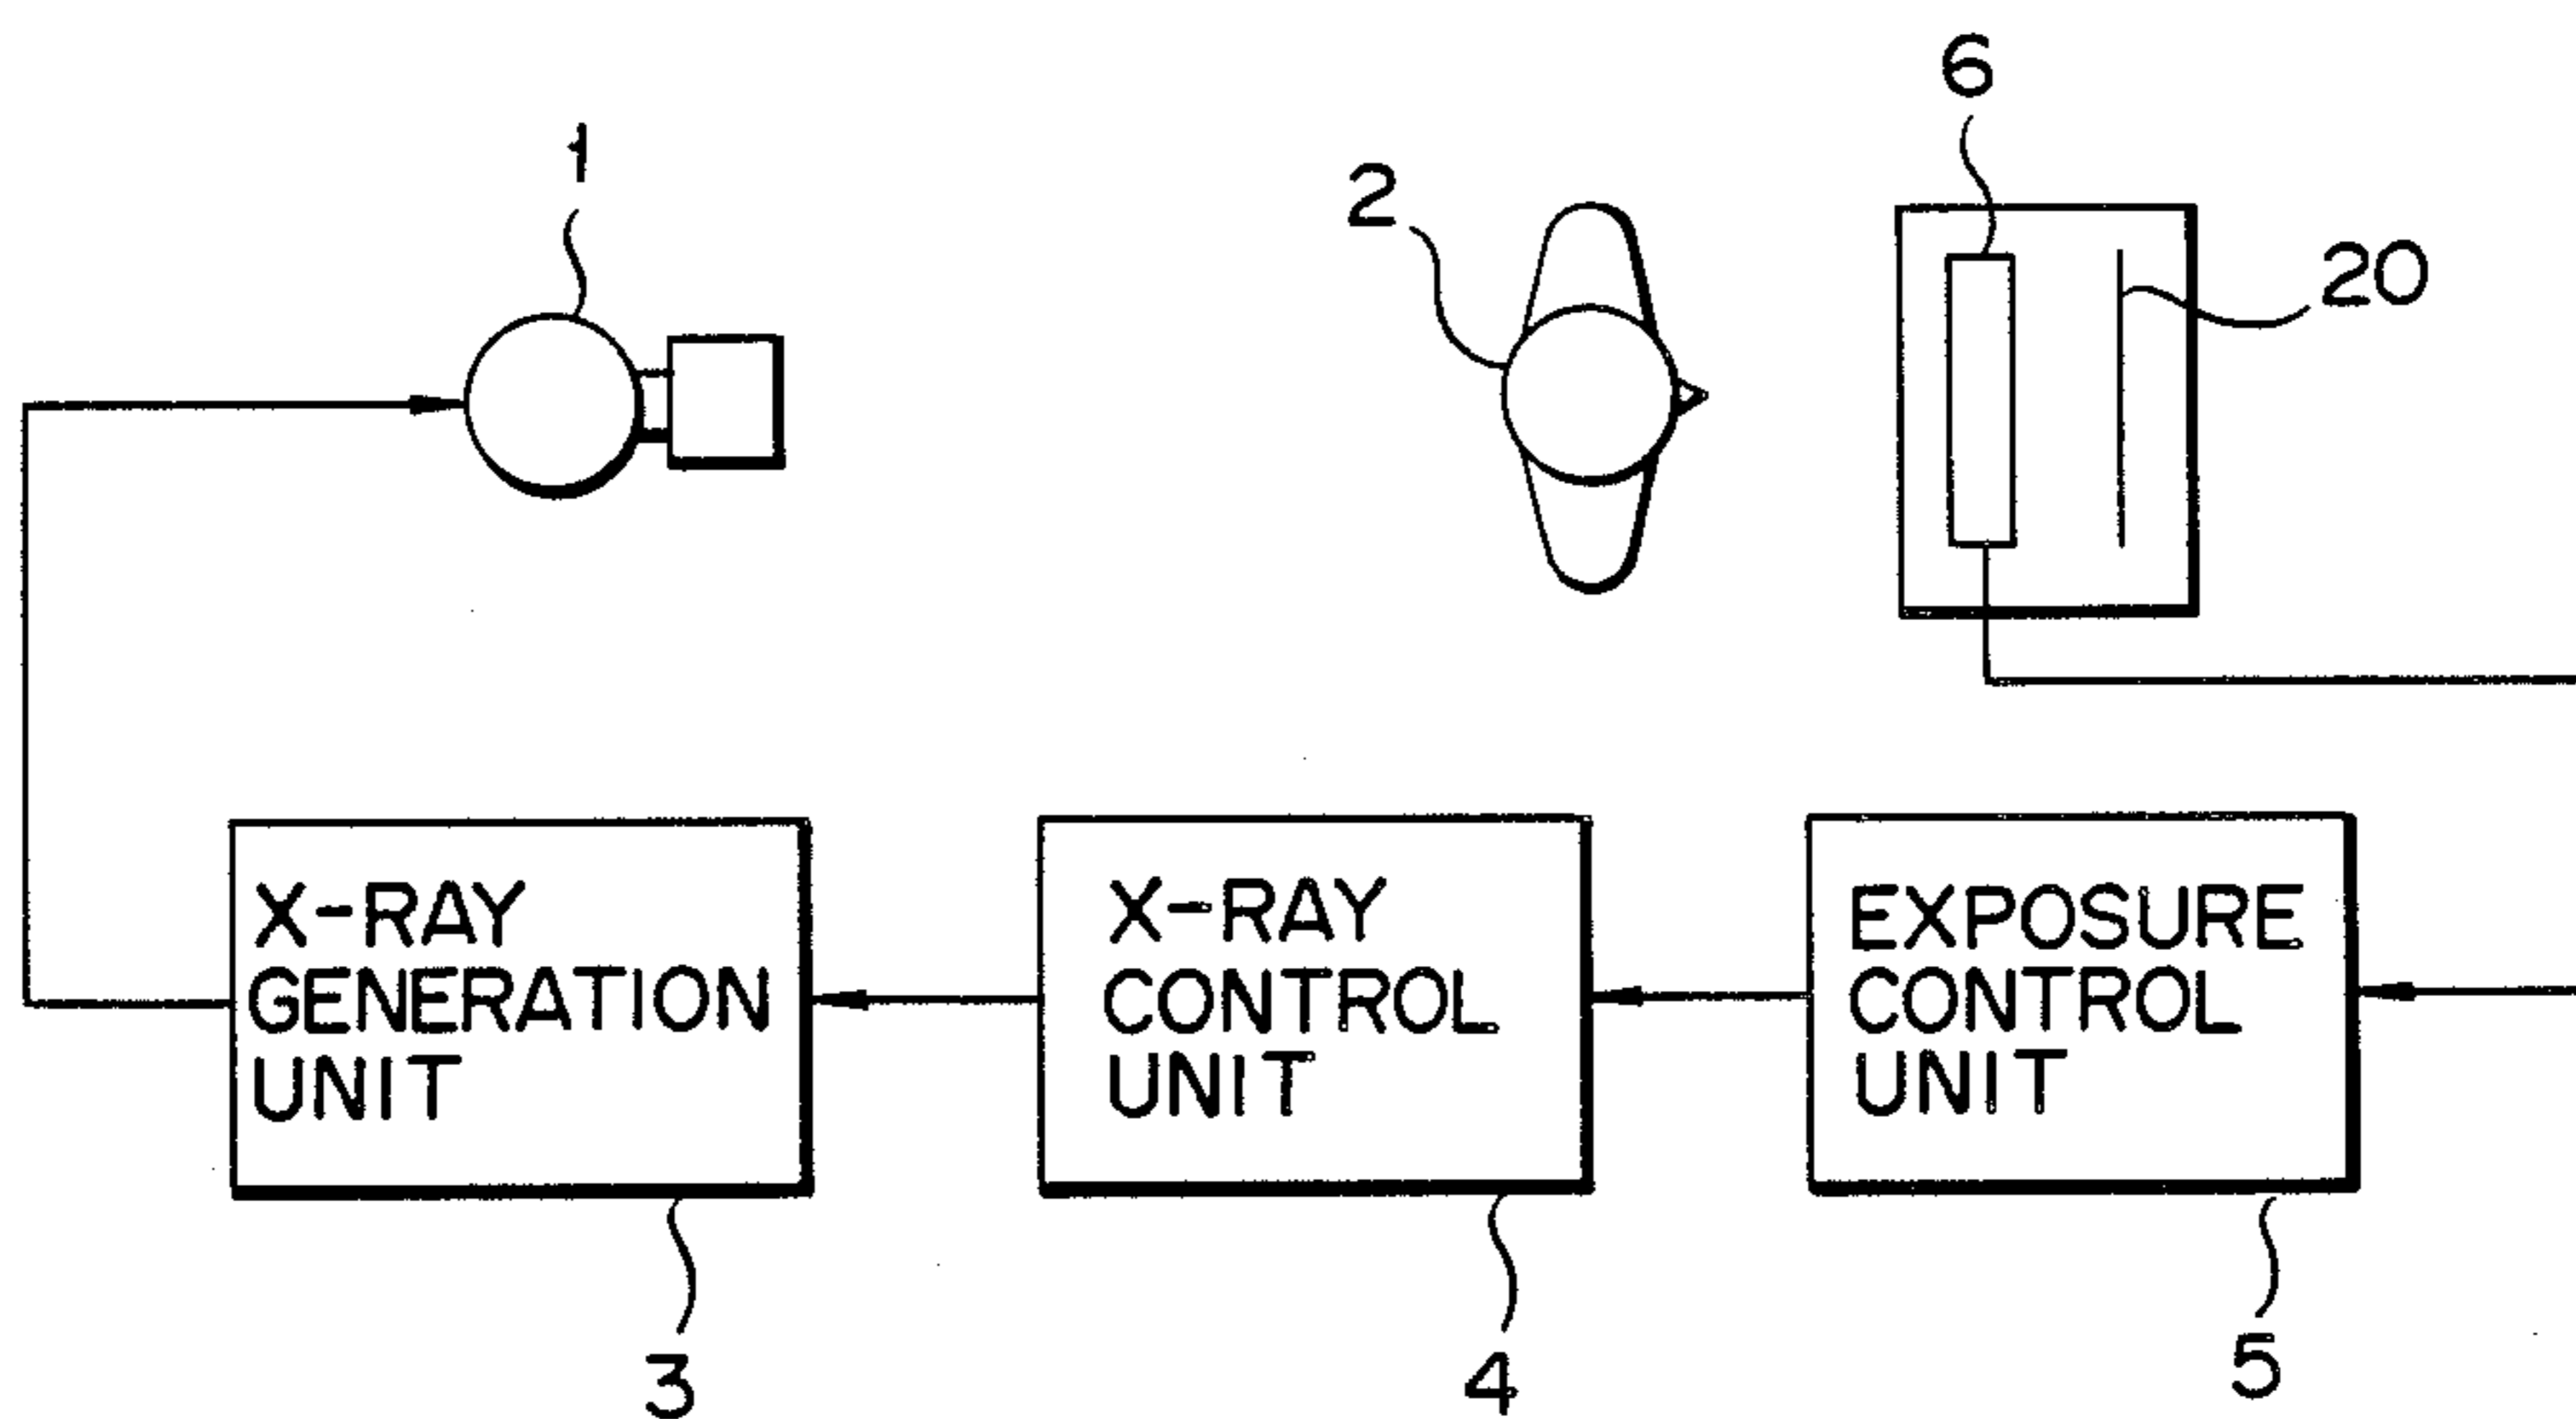 6
1
2
20
X-RAY
GENERATION
UNIT
X-RAY
CONTROL
UNIT
EXPOSURE
CONTROL
UNIT
3
4
5